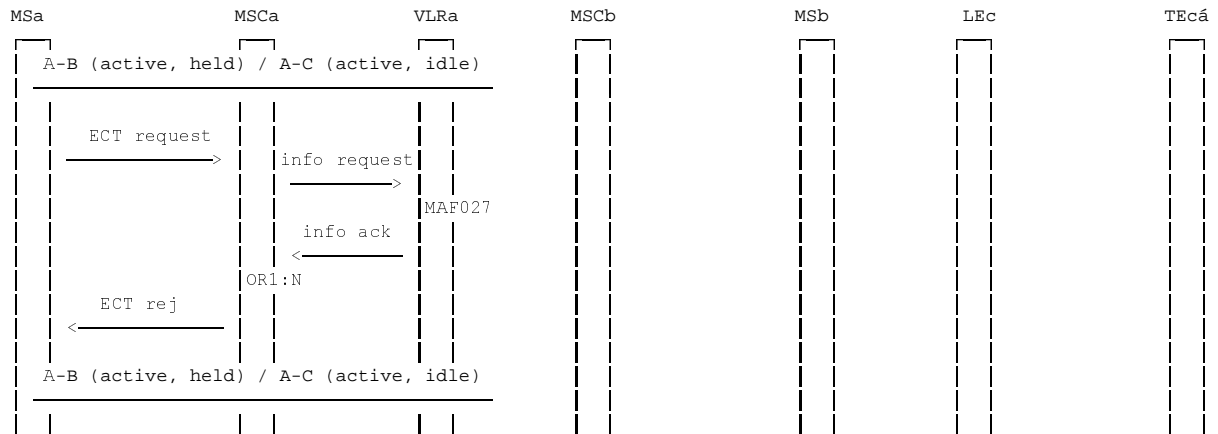 MSa MSCa VLRa MSCb MSb LEc TEcá
A-B (active, held) / A-C (active, idle)
ECT request
info request
MAF027
info ack
OR1:N
ECT rej
A-B (active, held) / A-C (active, idle)